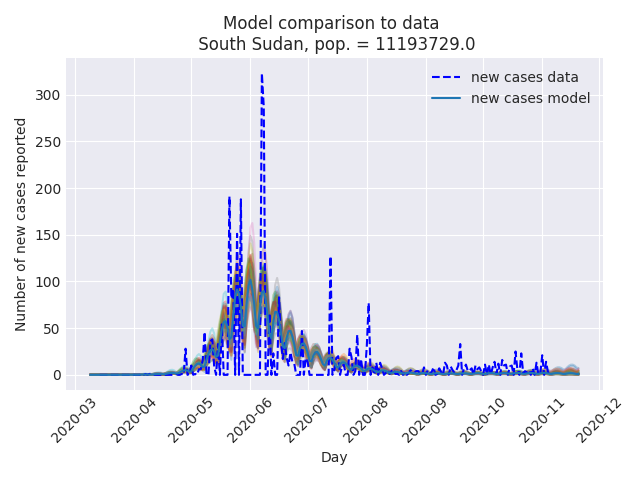 Model comparison to data
South Sudan, pop. = 11193729.0
new cases data
new cases model
Number of new cases reported
300
250
200
150
100
50
0
2020-03
2020-04
2020-05
2020-06
2020-07
2020-08
2020-09
2020-10
2020-11
2020-12
Day